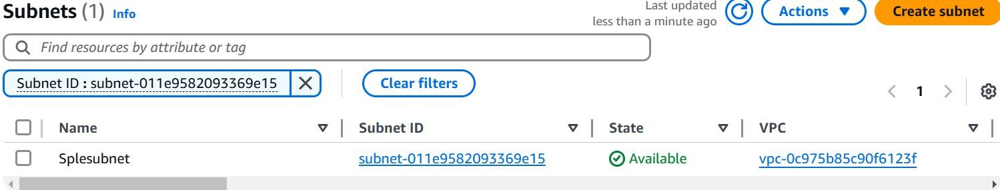 Subnets (1) Info
Last updated
less than a minute ago
Actions
Create subnet
Find resources by attribute or tag
Subnet ID : subnet-011e9582093369e15
Clear filters
1
Name Subnet ID State VPC
Splesubnet subnet-011e9582093369e15 Available vpc-0c975b85c90f6123f